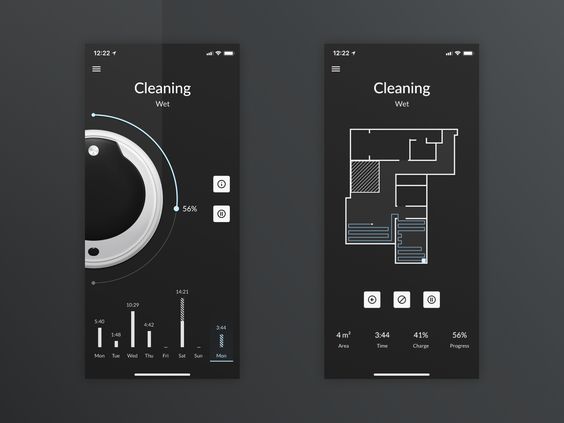 12:22
Cleaning
Wet
56%
14:21
10:29
5:40
4:42
3:44
1:48
Mon Tue Wed Thu Fri Sat Sun Mon
12:22
Cleaning
Wet
4 m² 3:44 41% 56%
Area Time Charge Progress